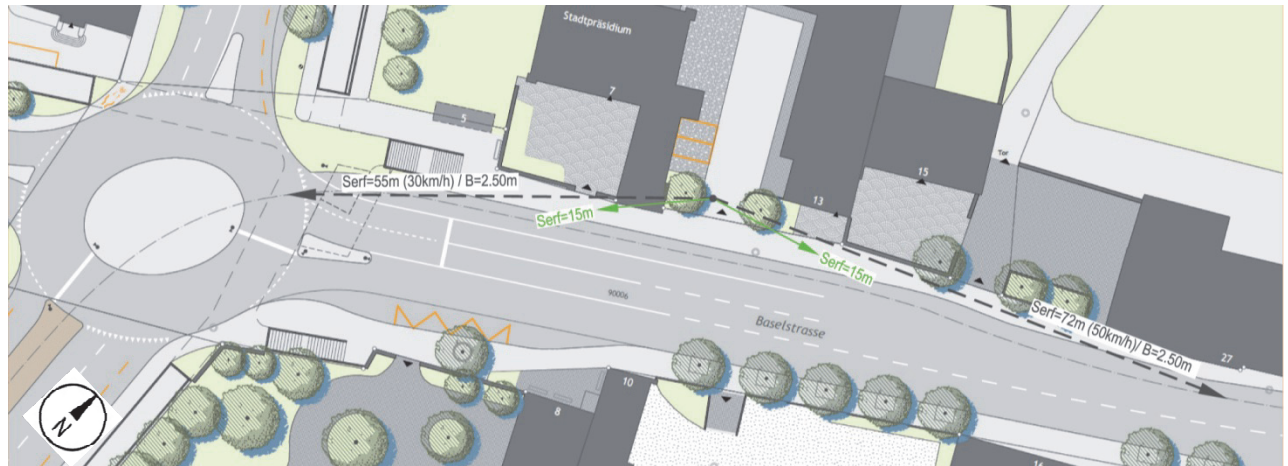 Stadtpräsidium
7
5
Serf=55m (30km/h) / B=2.50m
Serf=15m
13
15
Tor
Serf=15m
90006
Baselstrasse
Serf=72m (50km/h)/ B=2.50m
27
10
8
N